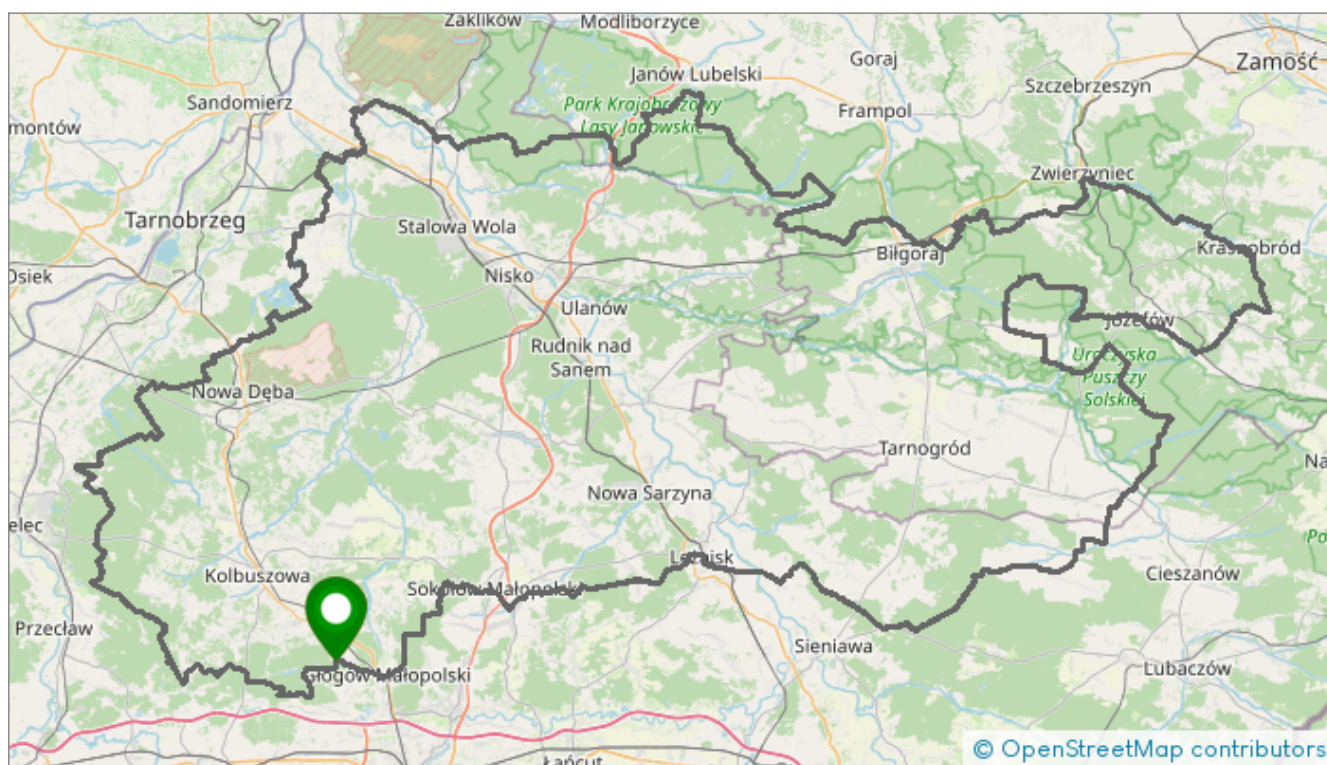 Zaklików
Modliborzyce
Goraj
Zamość
Janów Lubelski
Szczebrzeszyn
Sandomierz
Park Krajobrazowy
Lasy Janowskie
Frampol
montów
Zwierzyniec
Tarnobrzeg
Stalowa Wola
Krasnobród
Biłgoraj
Osiek
Nisko
Ulanów
Józefów
Rudnik nad
Sanem
Uroczyska
Puszczy
Solskiej
Nowa Dęba
Tarnogród
Na
Nowa Sarzyna
elec
Po
Leżajsk
Kolbuszowa
Cieszanów
Sokołów Małopolski
Przecław
Sieniawa
Lubaczów
Głogów Małopolski
Łańcut
© OpenStreetMap contributors